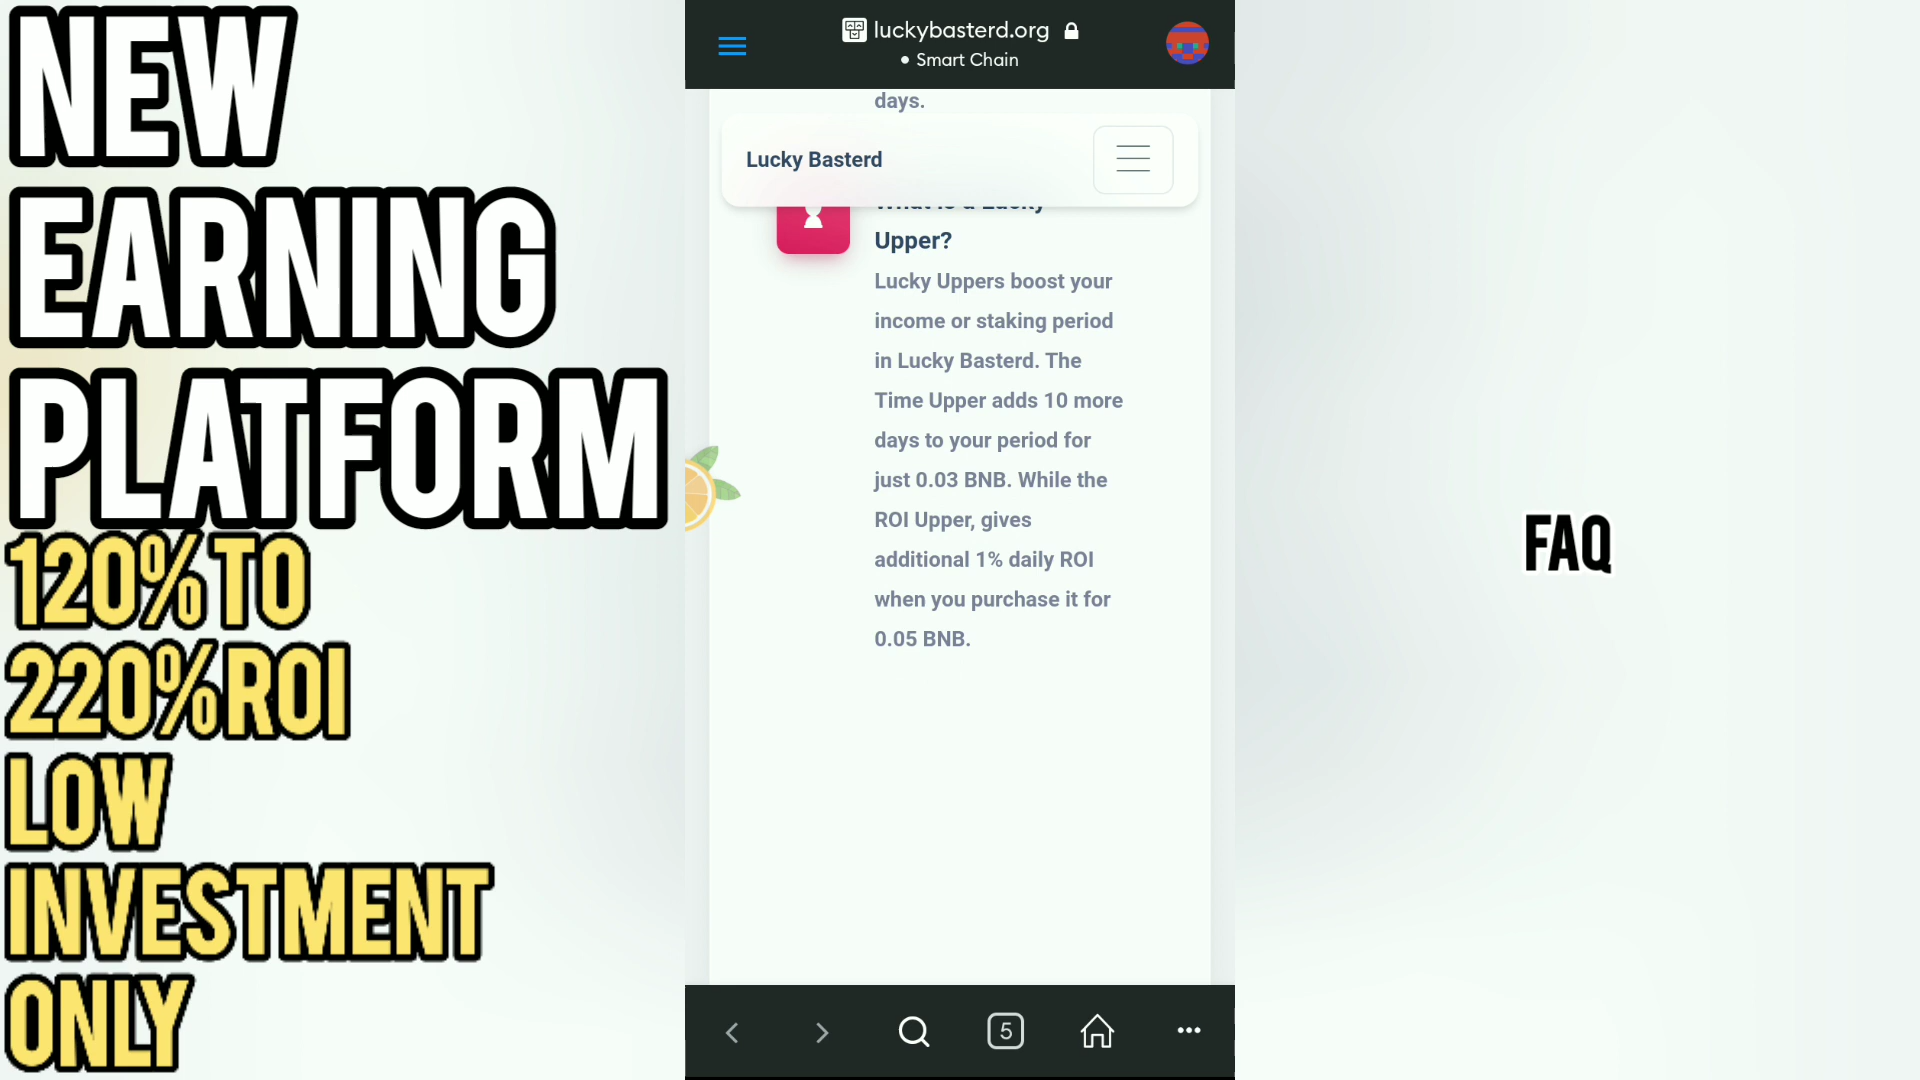 NEW
EARNING
PLATFORM
120% TO
220% ROI
LOW
INVESTMENT
ONLY
luckybasterd.org
Smart Chain
days.
Lucky Basterd
What is a Lucky
Upper?
Lucky Uppers boost your
income or staking period
in Lucky Basterd. The
Time Upper adds 10 more
days to your period for
just 0.03 BNB. While the
ROI Upper, gives
additional 1% daily ROI
when you purchase it for
0.05 BNB.
5
FAQ